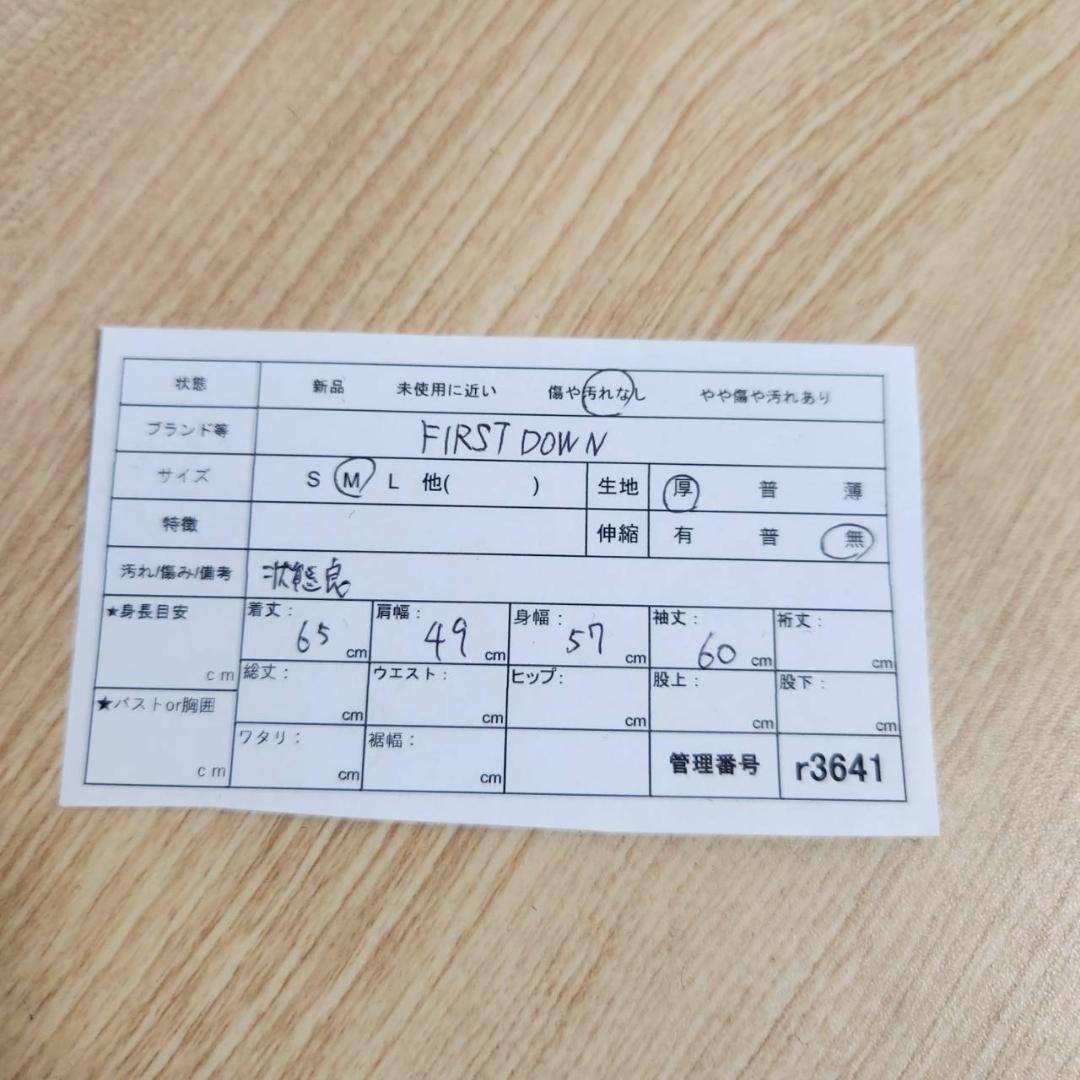 状態 新品 未使用に近い 傷や汚れなし やや傷や汚れあり
ブランド等 FIRST DOWN
サイズ S M L 他( ) 生地 厚 普 薄
特徴 伸縮 有 普 無
汚れ/傷み/備考 状態良
★身長目安 cm 着丈: 65 cm 肩幅: 49 cm 身幅: 57 cm 袖丈: 60 cm 裄丈: cm
総丈: cm ウエスト: cm ヒップ: cm 股上: cm 股下: cm
★バストor胸囲 cm ワタリ: cm 裾幅: cm 管理番号 r3641